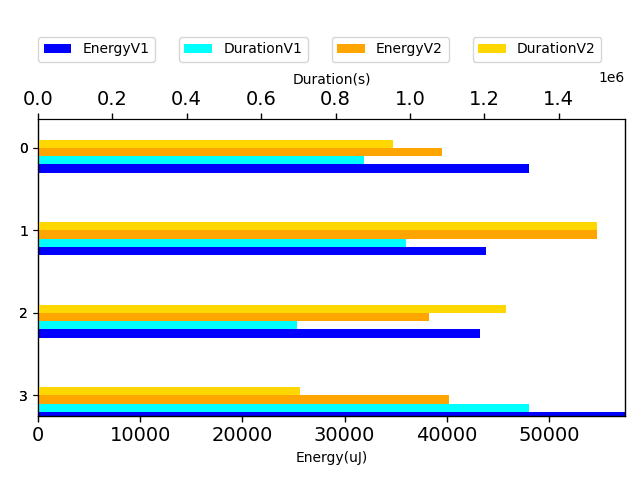 EnergyV1 DurationV1 EnergyV2 DurationV2
Duration(s)
1e6
0.0 0.2 0.4 0.6 0.8 1.0 1.2 1.4
0
1
2
3
0 10000 20000 30000 40000 50000
Energy(uJ)